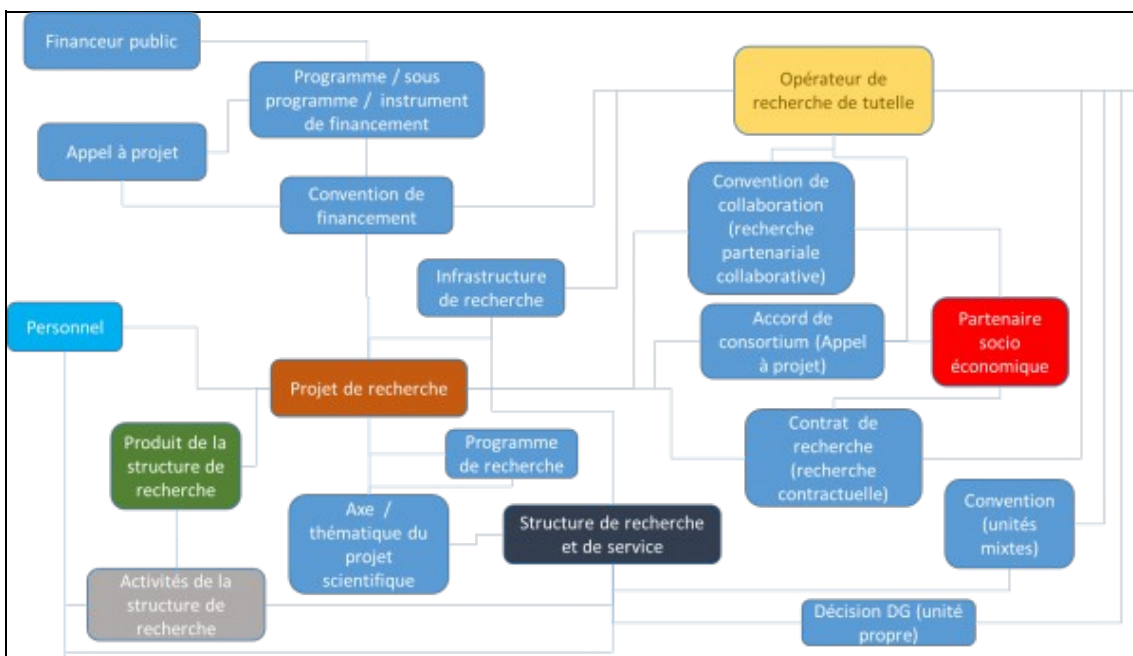 Financeur public
Programme / sous
programme / instrument
de financement
Opérateur de
recherche de tutelle
Appel à projet
Convention de
financement
Convention de
collaboration
(recherche
partenariale
collaborative)
Infrastructure
de recherche
Personnel
Accord de
consortium (Appel
à projet)
Partenaire
socio
économique
Projet de recherche
Produit de la
structure de
recherche
Programme
de recherche
Contrat de
recherche
(recherche
contractuelle)
Axe /
thématique du
projet
scientifique
Structure de recherche
et de service
Convention
(unités
mixtes)
Activités de la
structure de
recherche
Décision DG (unité
propre)